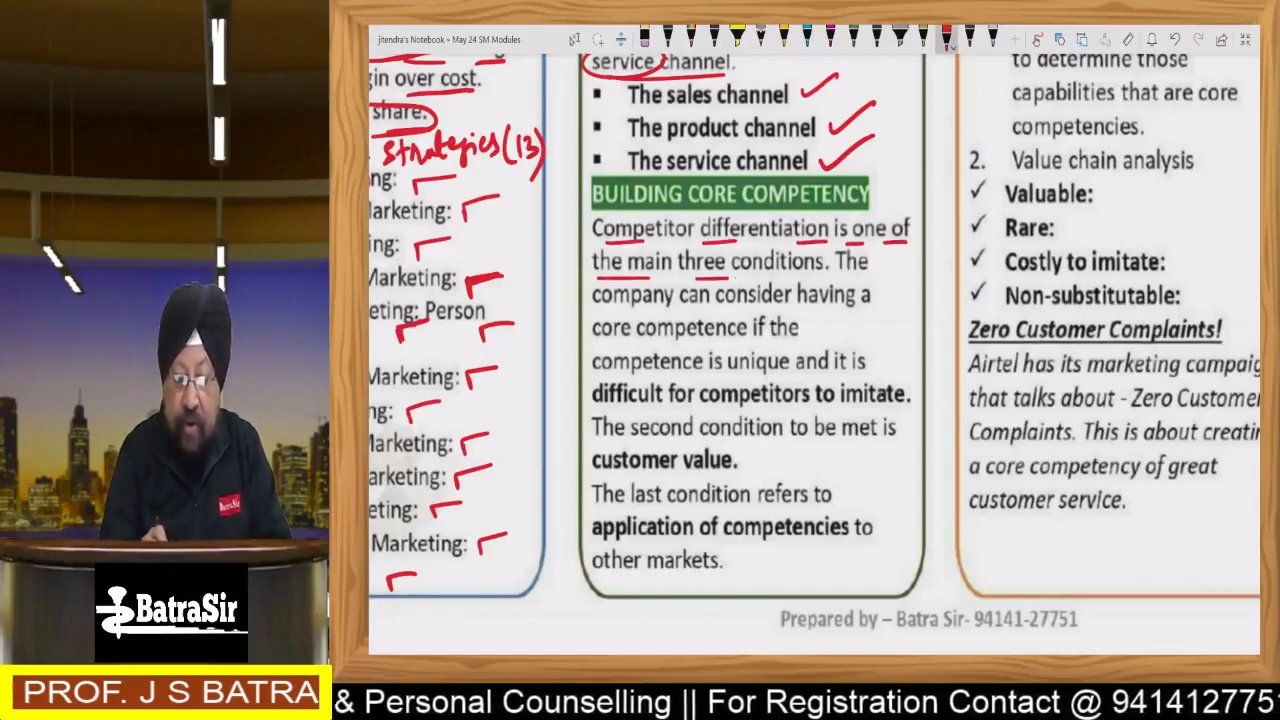 jitendra's Notebook » May 24 SM Modules
gin over cost.
share.
Strategies (13)
ng:
Marketing:
ing:
Marketing:
eting: Person
Marketing:
ng:
Marketing:
arketing:
eting:
Marketing:
service channel.
▪ The sales channel
▪ The product channel
▪ The service channel
BUILDING CORE COMPETENCY
Competitor differentiation is one of
the main three conditions. The
company can consider having a
core competence if the
competence is unique and it is
difficult for competitors to imitate.
The second condition to be met is
customer value.
The last condition refers to
application of competencies to
other markets.
to determine those
capabilities that are core
competencies.
2. Value chain analysis
✓ Valuable:
✓ Rare:
✓ Costly to imitate:
✓ Non-substitutable:
Zero Customer Complaints!
Airtel has its marketing campaig
that talks about - Zero Customer
Complaints. This is about creatin
a core competency of great
customer service.
Prepared by – Batra Sir- 94141-27751
BatraSir
BatraSir
PROF. J S BATRA
& Personal Counselling || For Registration Contact @ 941412775